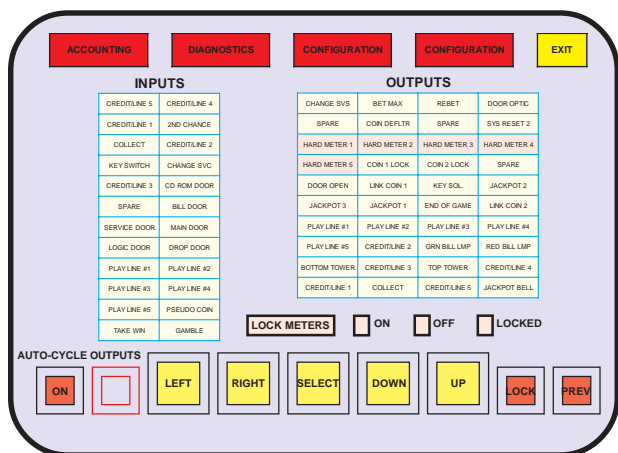 ACCOUNTING DIAGNOSTICS CONFIGURATION CONFIGURATION EXIT
INPUTS OUTPUTS
CREDIT/LINE 5 CREDIT/LINE 4 CHANGE SVS BET MAX REBET DOOR OPTIC
CREDIT/LINE 1 2ND CHANCE SPARE COIN DEFLTR SPARE SYS RESET 2
COLLECT CREDIT/LINE 2 HARD METER 1 HARD METER 2 HARD METER 3 HARD METER 4
KEY SWITCH CHANGE SVC HARD METER 5 COIN 1 LOCK COIN 2 LOCK SPARE
CREDIT/LINE 3 CD ROM DOOR DOOR OPEN LINK COIN 1 KEY SOL. JACKPOT 2
SPARE BILL DOOR JACKPOT 3 JACKPOT 1 END OF GAME LINK COIN 2
SERVICE DOOR MAIN DOOR PLAY LINE #1 PLAY LINE #2 PLAY LINE #3 PLAY LINE #4
LOGIC DOOR DROP DOOR PLAY LINE #5 CREDIT/LINE 2 GRN BILL LMP RED BILL LMP
PLAY LINE #1 PLAY LINE #2 BOTTOM TOWER CREDIT/LINE 3 TOP TOWER CREDIT/LINE 4
PLAY LINE #3 PLAY LINE #4 CREDIT/LINE 1 COLLECT CREDIT/LINE 5 JACKPOT BELL
PLAY LINE #5 PSEUDO COIN
TAKE WIN GAMBLE LOCK METERS ON OFF LOCKED
AUTO-CYCLE OUTPUTS
ON LEFT RIGHT SELECT DOWN UP LOCK PREV